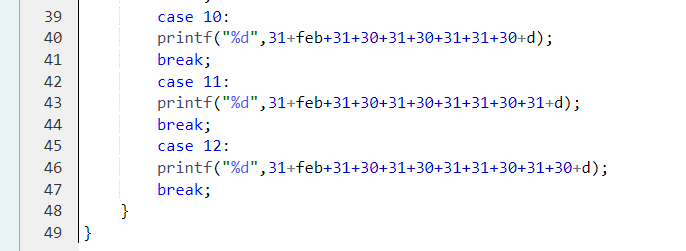 39 case 10:
40 printf("%d",31+feb+31+30+31+30+31+31+30+d);
41 break;
42 case 11:
43 printf("%d",31+feb+31+30+31+30+31+31+30+31+d);
44 break;
45 case 12:
46 printf("%d",31+feb+31+30+31+30+31+31+30+31+30+d);
47 break;
48 }
49 }